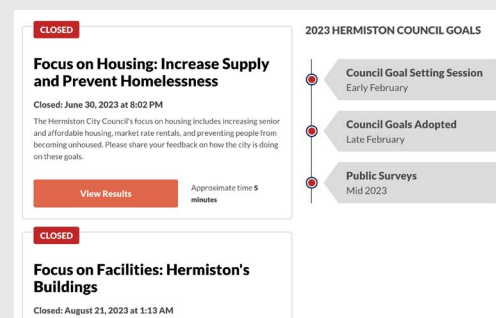 CLOSED
Focus on Housing: Increase Supply
and Prevent Homelessness
Closed: June 30, 2023 at 8:02 PM
The Hermiston City Council's focus on housing includes increasing senior
and affordable housing, market rate rentals, and preventing people from
becoming unhoused. Please share your feedback on how the city is doing
on these goals.
View Results
Approximate time 5
minutes
CLOSED
Focus on Facilities: Hermiston's
Buildings
Closed: August 21, 2023 at 1:13 AM
2023 HERMISTON COUNCIL GOALS
Council Goal Setting Session
Early February
Council Goals Adopted
Late February
Public Surveys
Mid 2023